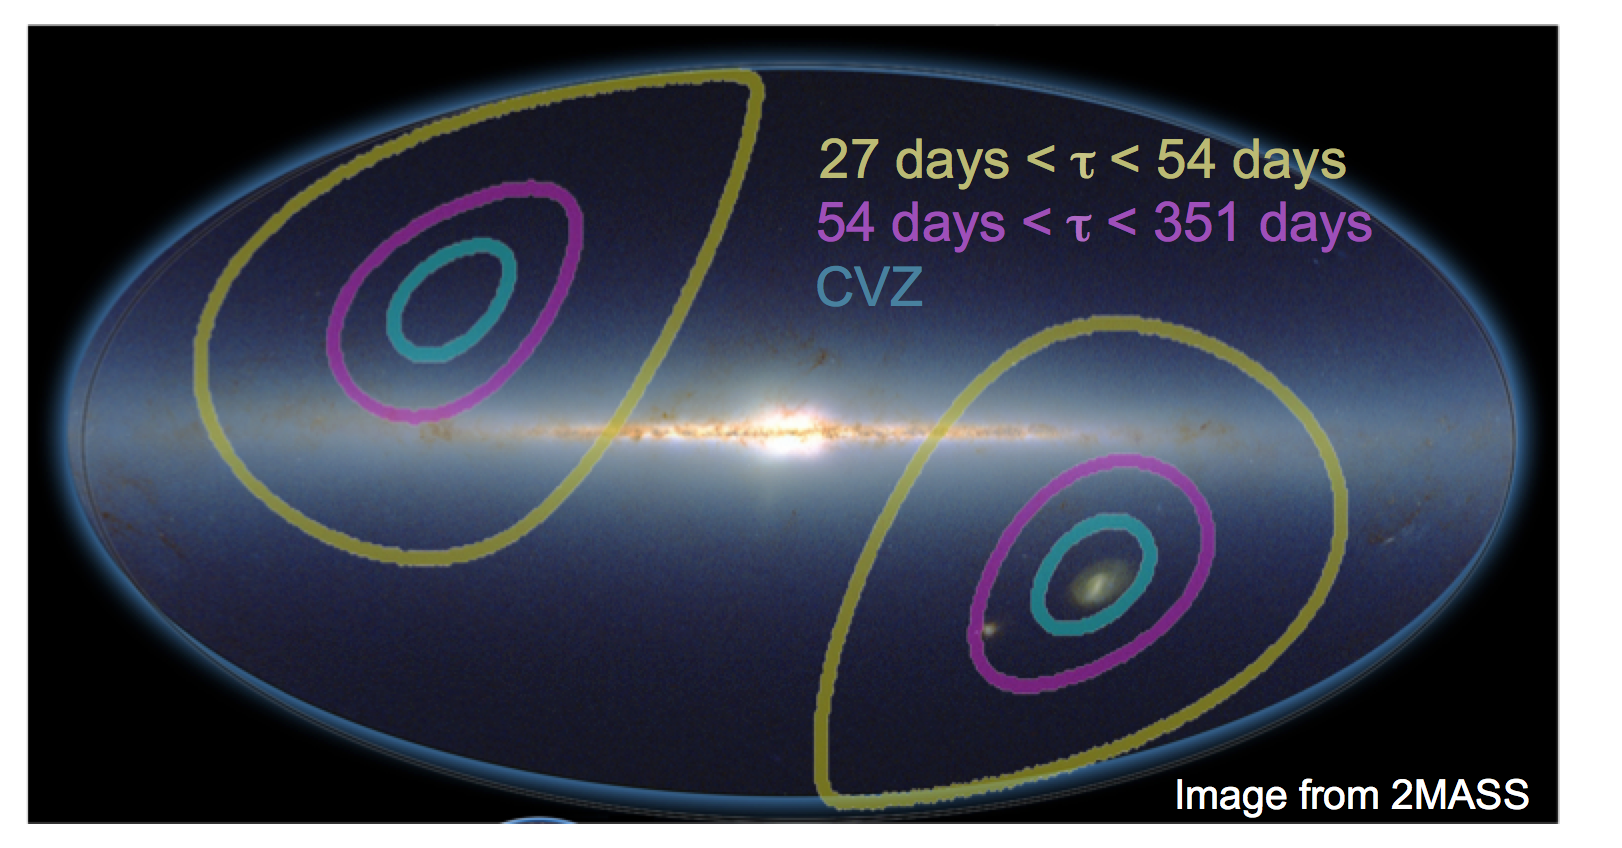 27 days < τ < 54 days
54 days < τ < 351 days
CVZ
Image from 2MASS